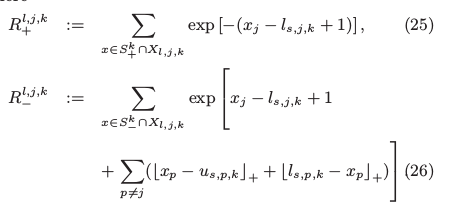 R_+^{l,j,k} := \sum_{x \in S_+^k \cap X_{l,j,k}} \exp [-(x_j - l_{s,j,k} + 1)], (25)
R_-^{l,j,k} := \sum_{x \in S_-^k \cap X_{l,j,k}} \exp [ x_j - l_{s,j,k} + 1
+ \sum_{p \neq j} (\lfloor x_p - u_{s,p,k} \rfloor_+ + \lfloor l_{s,p,k} - x_p \rfloor_+) ] (26)